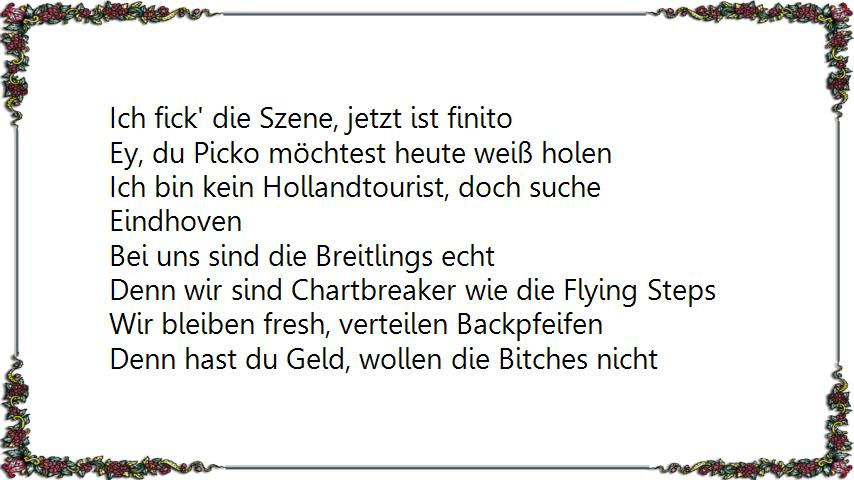 Ich fick' die Szene, jetzt ist finito
Ey, du Picko möchtest heute weiß holen
Ich bin kein Hollandtourist, doch suche
Eindhoven
Bei uns sind die Breitlings echt
Denn wir sind Chartbreaker wie die Flying Steps
Wir bleiben fresh, verteilen Backpfeifen
Denn hast du Geld, wollen die Bitches nicht